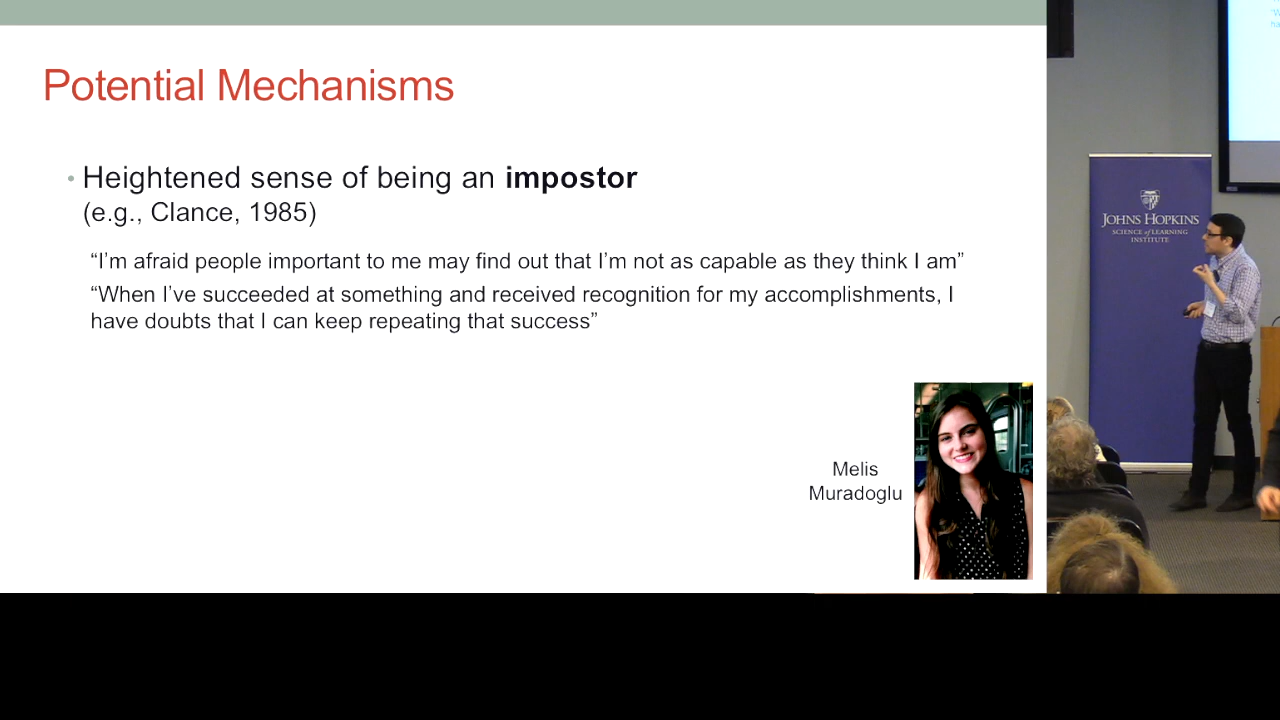 Potential Mechanisms
• Heightened sense of being an impostor
(e.g., Clance, 1985)
“I’m afraid people important to me may find out that I’m not as capable as they think I am”
“When I’ve succeeded at something and received recognition for my accomplishments, I
have doubts that I can keep repeating that success”
Melis
Muradoglu
JOHNS HOPKINS
SCIENCE of LEARNING
INSTITUTE